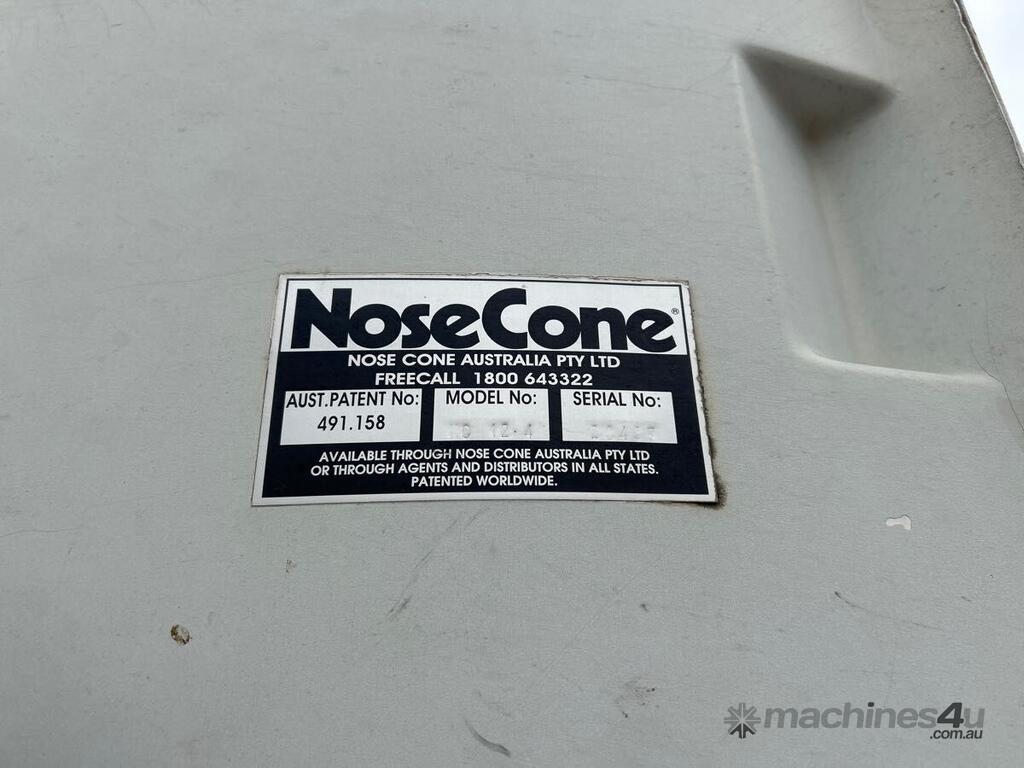 NoseCone®
NOSE CONE AUSTRALIA PTY LTD
FREECALL 1800 643322
AUST.PATENT No: MODEL No: SERIAL No:
491.158 C 12-4
AVAILABLE THROUGH NOSE CONE AUSTRALIA PTY LTD
OR THROUGH AGENTS AND DISTRIBUTORS IN ALL STATES.
PATENTED WORLDWIDE.
machines4u
.com.au